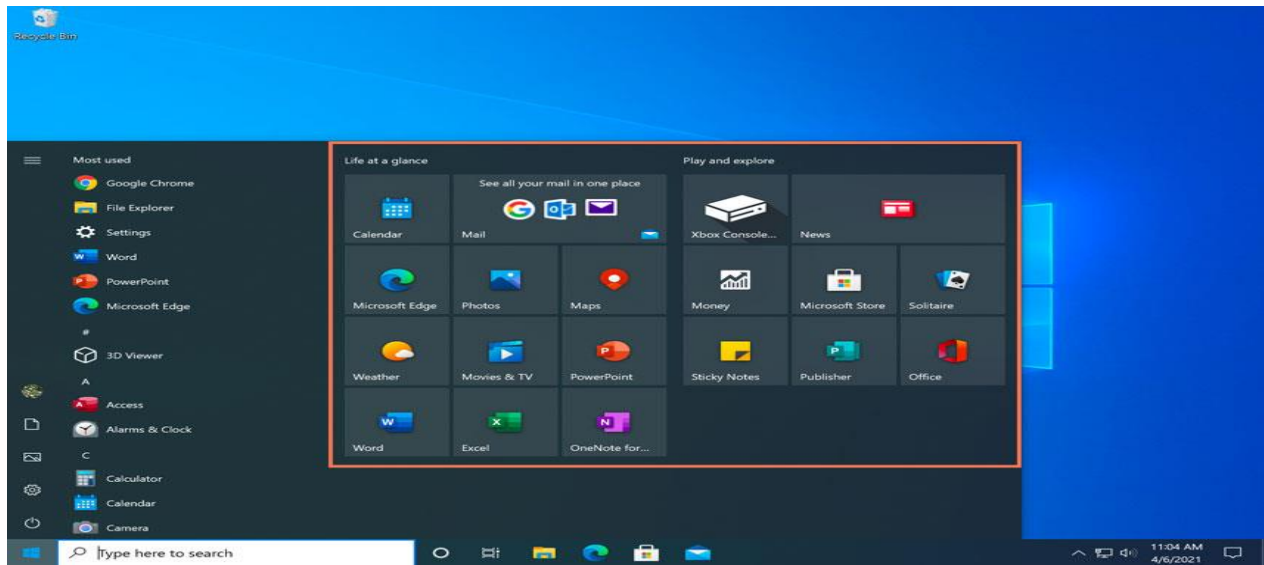 Recycle Bin
Most used
Google Chrome
File Explorer
Settings
Word
PowerPoint
Microsoft Edge
#
3D Viewer
A
Access
Alarms & Clock
C
Calculator
Calendar
Camera
Life at a glance
Calendar
See all your mail in one place
Mail
Microsoft Edge
Photos
Maps
Weather
Movies & TV
PowerPoint
Word
Excel
OneNote for...
Play and explore
Xbox Console...
News
Money
Microsoft Store
Solitaire
Sticky Notes
Publisher
Office
Type here to search
11:04 AM
4/6/2021